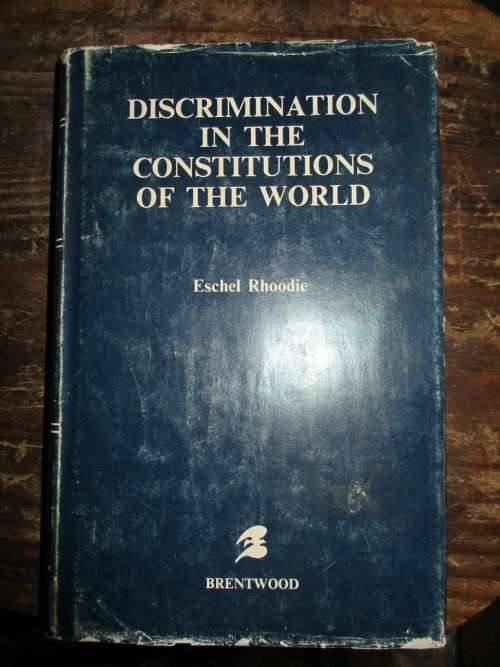 DISCRIMINATION
IN THE
CONSTITUTIONS
OF THE WORLD
Eschel Rhoodie
BRENTWOOD